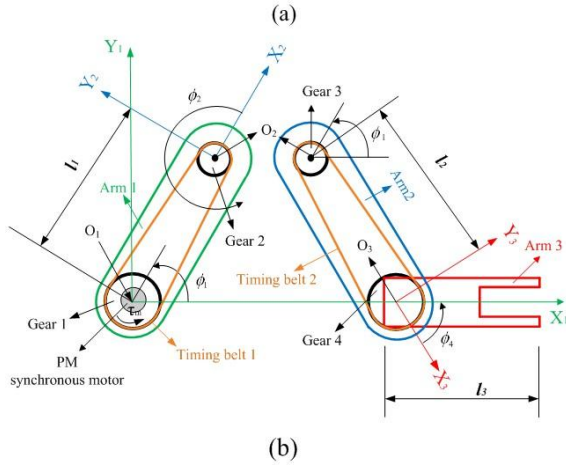 (a)
Y1
X2
Y2
ϕ2
Gear 3
O2
ϕ1
l1
l2
Arm 1
Arm2
Gear 2
Y3
O1
O3
Arm 3
Timing belt 2
ϕ1
Gear 1
Gear 4
X1
ϕ4
Timing belt 1
PM
synchronous motor
X3
l3
(b)